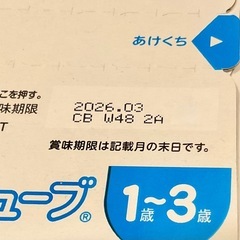 あけくち
こを押す。
味期限
2026.03
T
CB W48 2A
賞味期限は記載月の末日です。
ューブ®
1歳~3歳